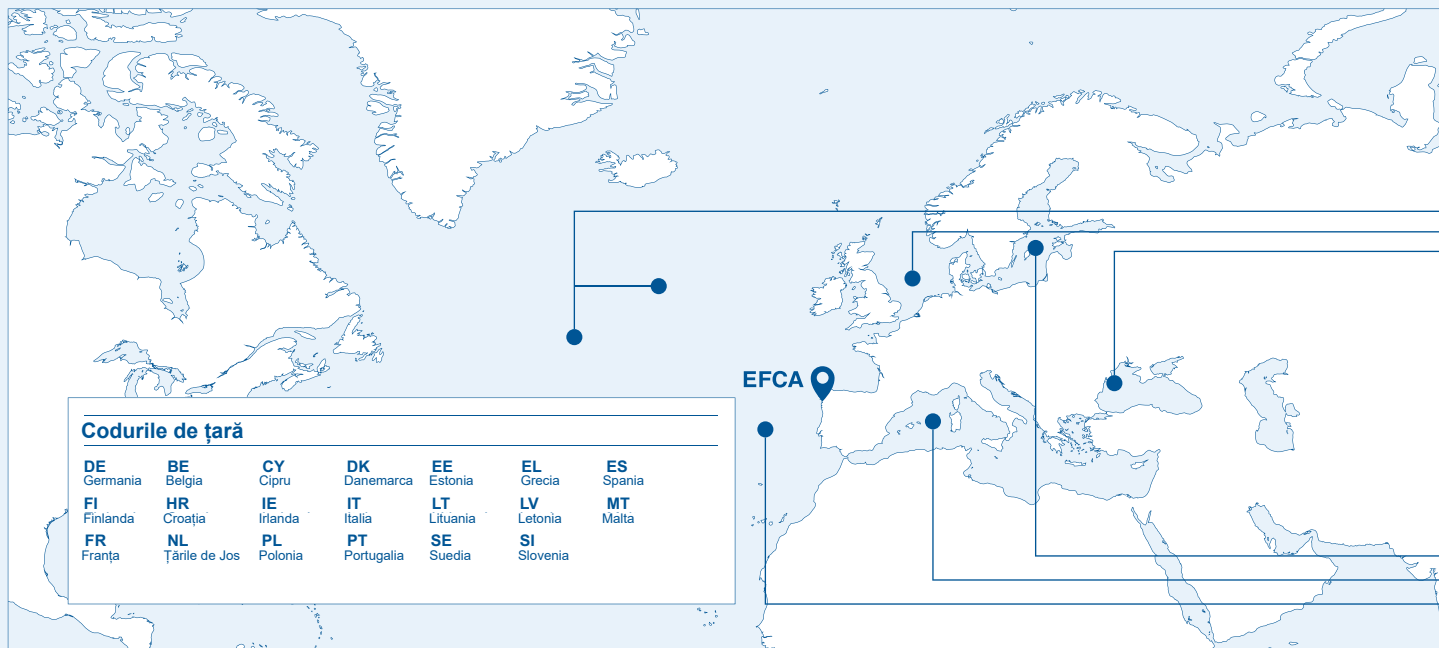 EFCA
Codurile de țară
DE BE CY DK EE EL ES
Germania Belgia Cipru Danemarca Estonia Grecia Spania
FI HR IE IT LT LV MT
Finlanda Croația Irlanda Italia Lituania Letonia Malta
FR NL PL PT SE SI
Franța Țările de Jos Polonia Portugalia Suedia Slovenia